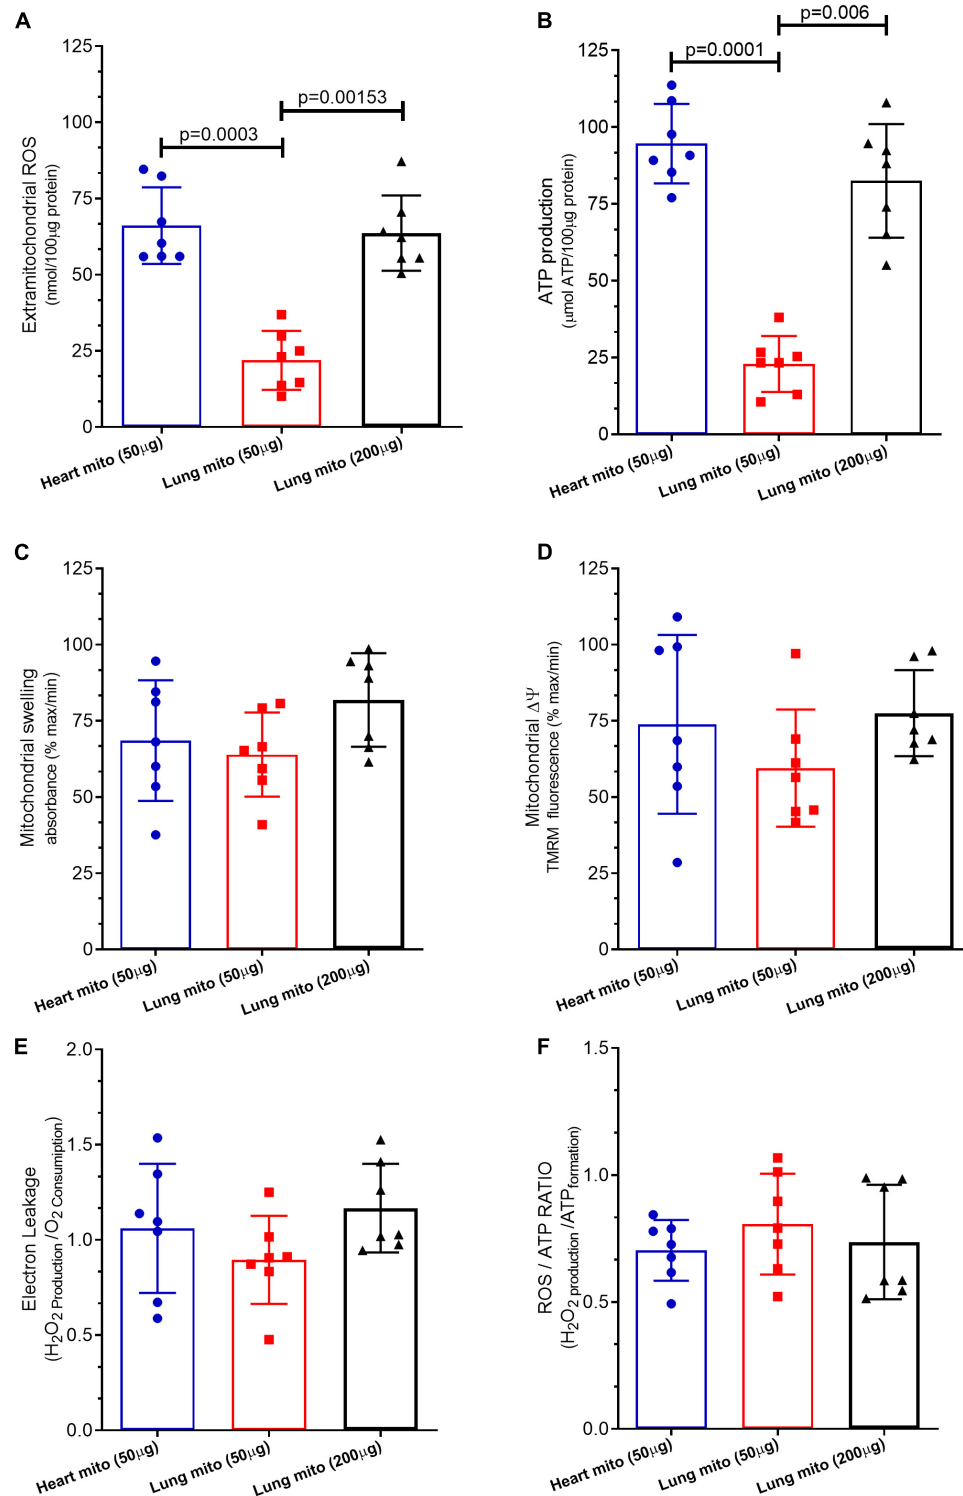 A
125
100
75
50
25
0
Extramitochondrial ROS
(nmol/100µg protein)
p=0.0003
p=0.00153
Heart mito (50µg)
Lung mito (50µg)
Lung mito (200µg)
B
125
100
75
50
25
0
ATP production
(µmol ATP/100µg protein)
p=0.0001
p=0.006
Heart mito (50µg)
Lung mito (50µg)
Lung mito (200µg)
C
125
100
75
50
25
0
Mitochondrial swelling
absorbance (% max/min)
Heart mito (50µg)
Lung mito (50µg)
Lung mito (200µg)
D
125
100
75
50
25
0
Mitochondrial ΔΨ
TMRM fluorescence (% max/min)
Heart mito (50µg)
Lung mito (50µg)
Lung mito (200µg)
E
2.0
1.5
1.0
0.5
0.0
Electron Leakage
(H2O2 Production /O2 Consumiption)
Heart mito (50µg)
Lung mito (50µg)
Lung mito (200µg)
F
1.5
1.0
0.5
0.0
ROS / ATP RATIO
(H2O2 production /ATPformation)
Heart mito (50µg)
Lung mito (50µg)
Lung mito (200µg)